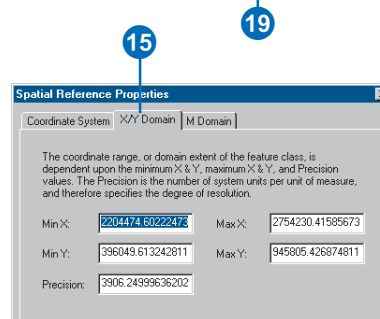 19
15
Spatial Reference Properties
Coordinate System X/Y Domain M Domain
The coordinate range, or domain extent of the feature class, is
dependent upon the minimum X & Y, maximum X & Y, and Precision
values. The Precision is the number of system units per unit of measure,
and therefore specifies the degree of resolution.
Min X: 2204474.60222473 Max X: 2754230.41585673
Min Y: 396049.613242811 Max Y: 945805.426874811
Precision: 3906.24999636202